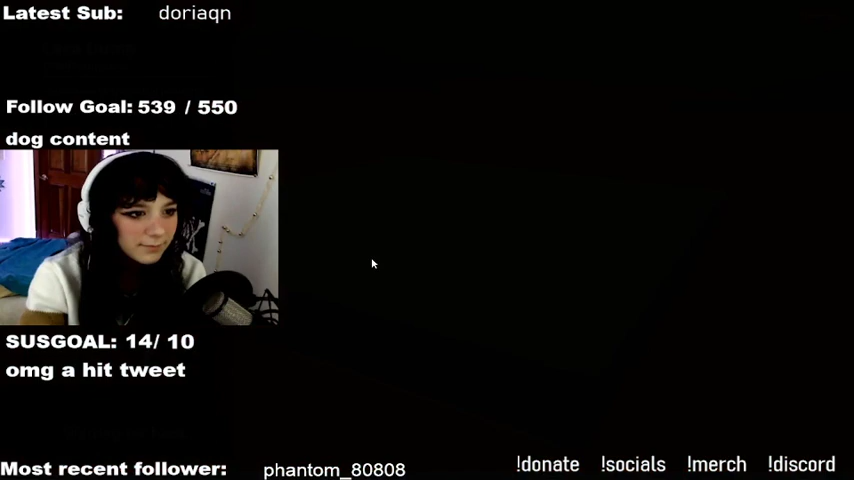 Latest Sub: doriaqn
Follow Goal: 539 / 550
dog content
SUSGOAL: 14/ 10
omg a hit tweet
Most recent follower: phantom_80808
!donate !socials !merch !discord